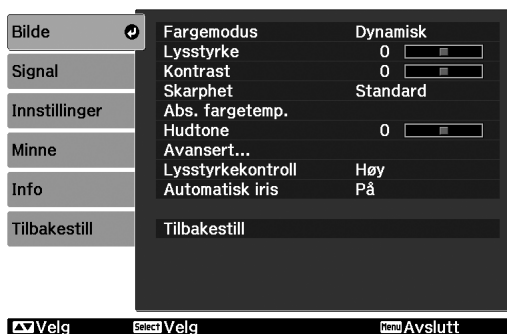 Bilde
Signal
Innstillinger
Minne
Info
Tilbakestill
Fargemodus Dynamisk
Lysstyrke 0
Kontrast 0
Skarphet Standard
Abs. fargetemp.
Hudtone 0
Avansert...
Lysstyrkekontroll Høy
Automatisk iris På
Tilbakestill
Velg Select Velg Menu Avslutt